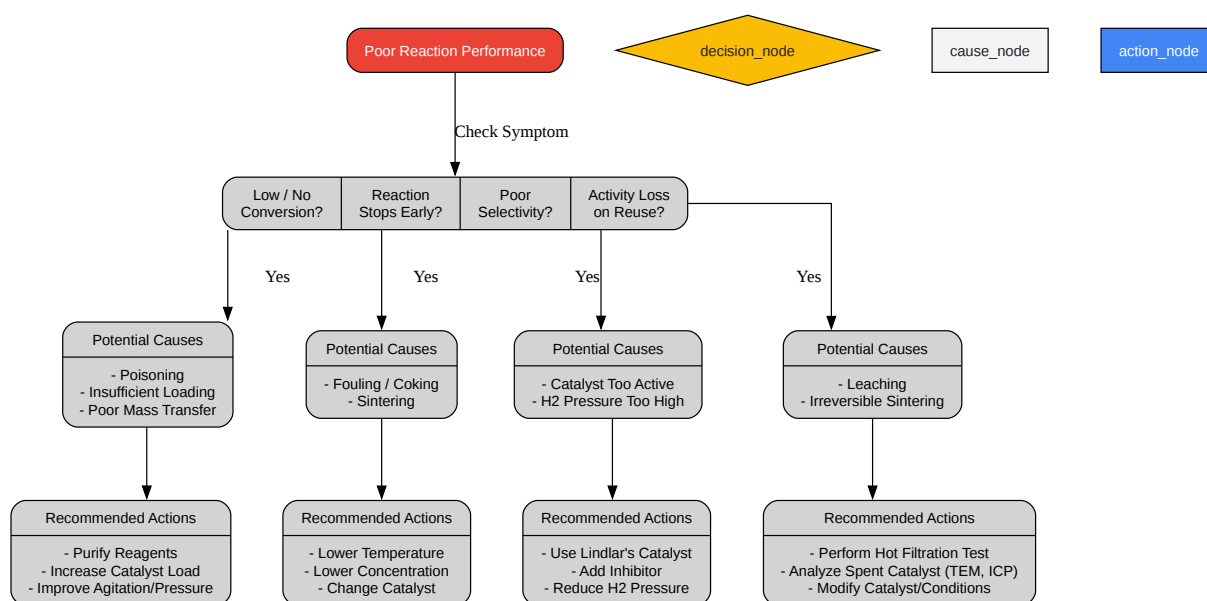 Poor Reaction Performance
decision_node
cause_node
action_node
Check Symptom
Low / No
Conversion?
Reaction
Stops Early?
Poor
Selectivity?
Activity Loss
on Reuse?
Yes
Yes
Yes
Yes
Potential Causes
- Poisoning
- Insufficient Loading
- Poor Mass Transfer
Potential Causes
- Fouling / Coking
- Sintering
Potential Causes
- Catalyst Too Active
- H2 Pressure Too High
Potential Causes
- Leaching
- Irreversible Sintering
Recommended Actions
- Purify Reagents
- Increase Catalyst Load
- Improve Agitation/Pressure
Recommended Actions
- Lower Temperature
- Lower Concentration
- Change Catalyst
Recommended Actions
- Use Lindlar's Catalyst
- Add Inhibitor
- Reduce H2 Pressure
Recommended Actions
- Perform Hot Filtration Test
- Analyze Spent Catalyst (TEM, ICP)
- Modify Catalyst/Conditions